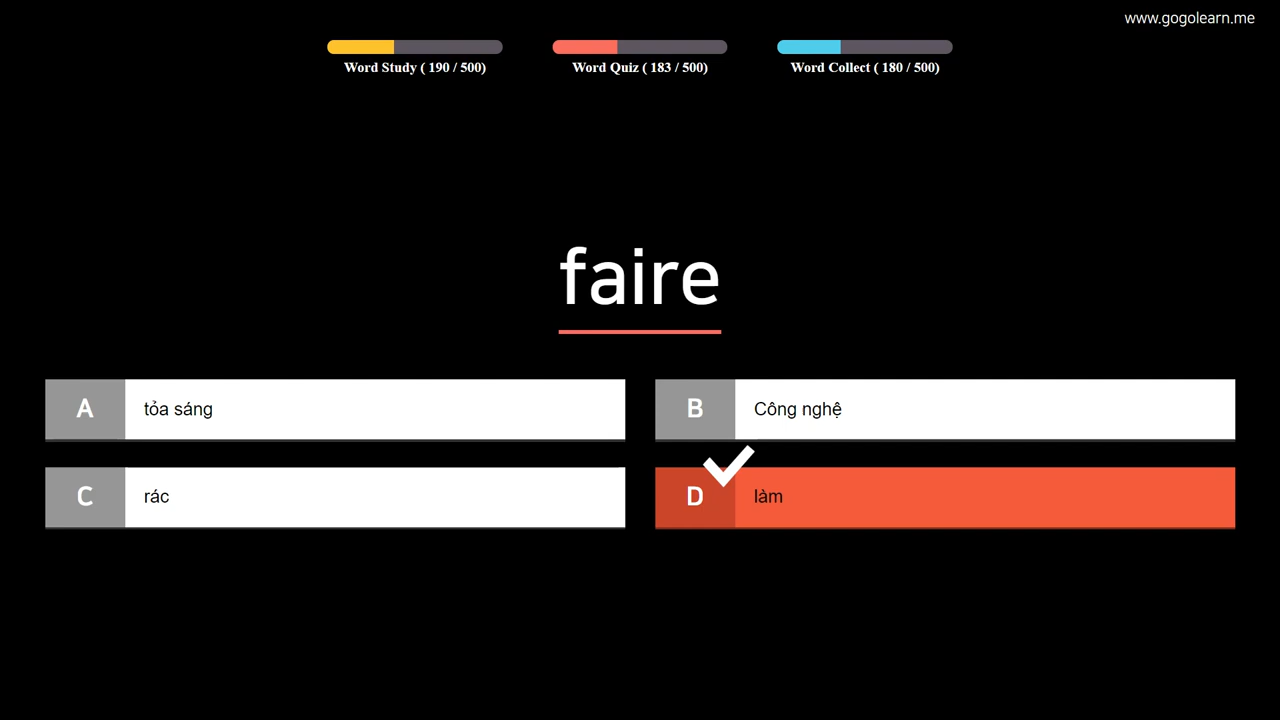 www.gogolearn.me
Word Study ( 190 / 500)
Word Quiz ( 183 / 500)
Word Collect ( 180 / 500)
faire
A tỏa sáng
B Công nghệ
C rác
D làm